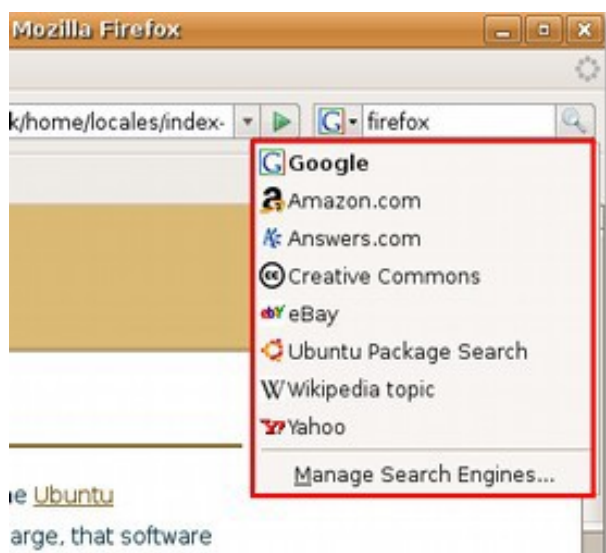 Mozilla Firefox
k/home/locales/index-
firefox
Google
Amazon.com
Answers.com
Creative Commons
eBay
Ubuntu Package Search
Wikipedia topic
Yahoo
Manage Search Engines...
e Ubuntu
arge, that software